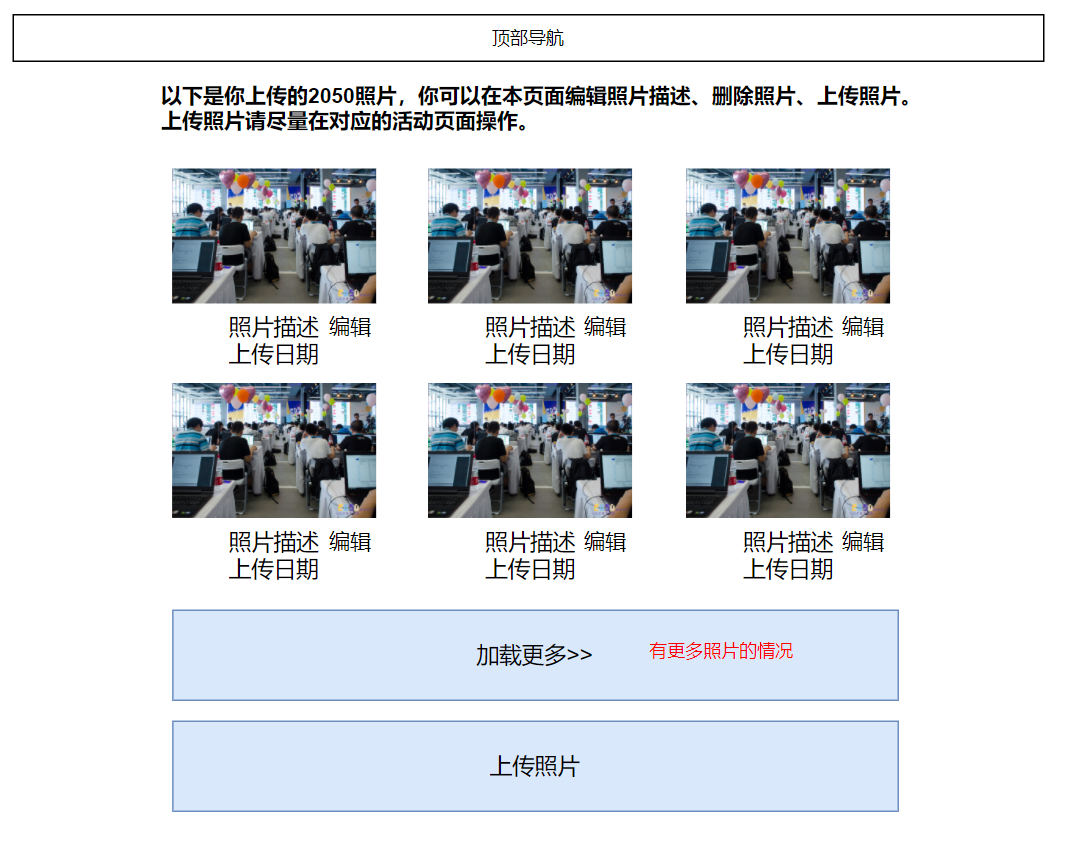 顶部导航
以下是你上传的2050照片，你可以在本页面编辑照片描述、删除照片、上传照片。
上传照片请尽量在对应的活动页面操作。
照片描述 编辑
上传日期
照片描述 编辑
上传日期
照片描述 编辑
上传日期
照片描述 编辑
上传日期
照片描述 编辑
上传日期
照片描述 编辑
上传日期
加载更多>> 有更多照片的情况
上传照片